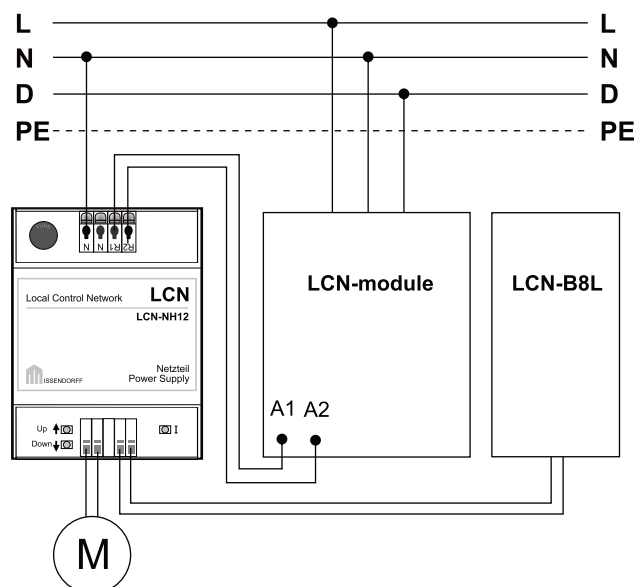 L L
N N
D D
PE PE
N N R1 R2
Local Control Network LCN
LCN-NH12
ISSENDORFF
Netzteil
Power Supply
Up
Down
I
LCN-module
A1 A2
LCN-B8L
M